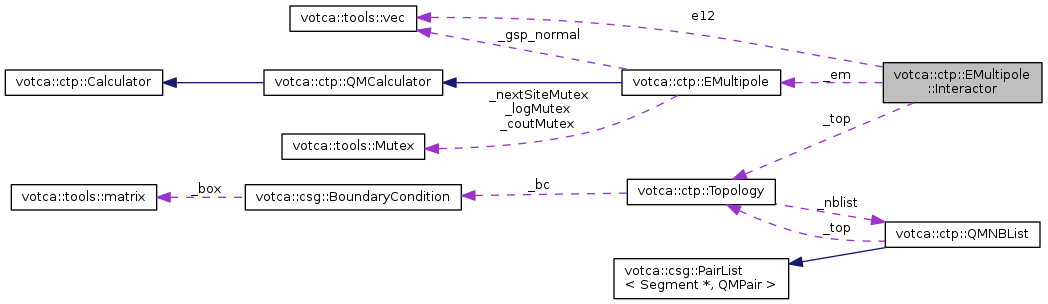 votca::tools::vec
e12
_gsp_normal
votca::ctp::Calculator
votca::ctp::QMCalculator
votca::ctp::EMultipole
_em
votca::ctp::EMultipole
::Interactor
_nextSiteMutex
_logMutex
_coutMutex
votca::tools::Mutex
_top
votca::tools::matrix
_box
votca::csg::BoundaryCondition
_bc
votca::ctp::Topology
_nblist
_top
votca::ctp::QMNBList
votca::csg::PairList
< Segment *, QMPair >